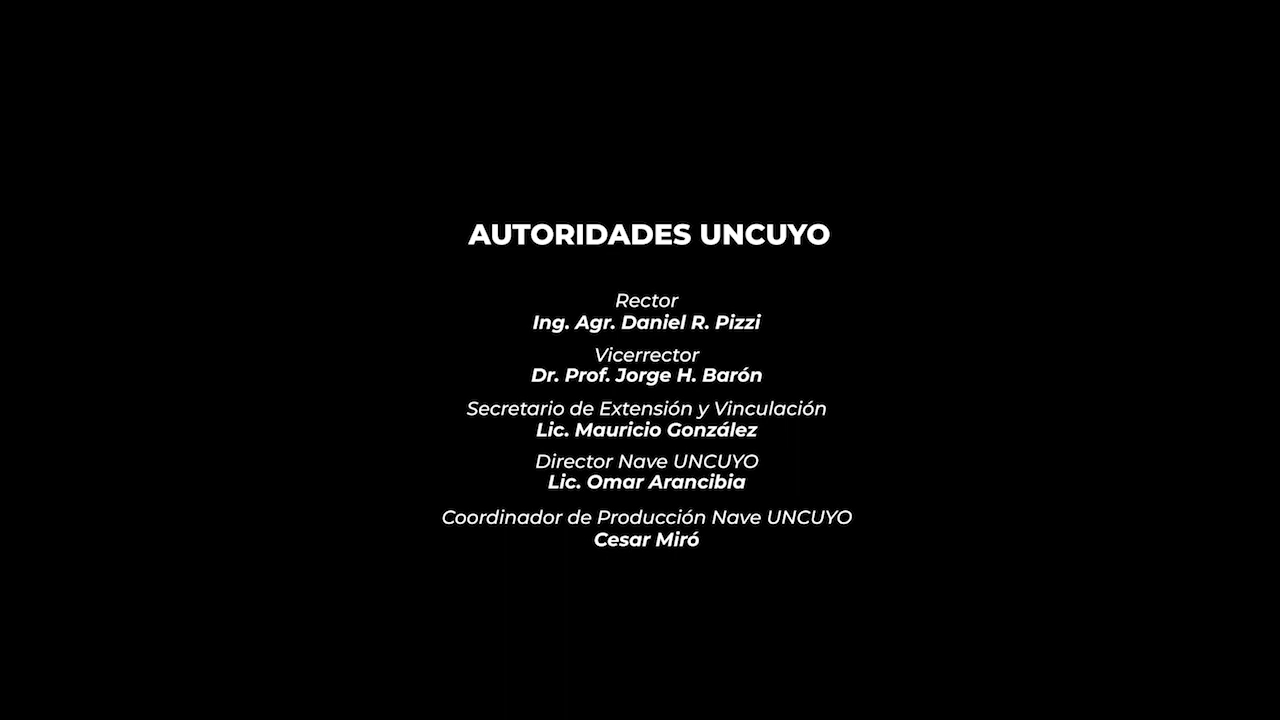 AUTORIDADES UNCUYO
Rector
Ing. Agr. Daniel R. Pizzi
Vicerrector
Dr. Prof. Jorge H. Barón
Secretario de Extensión y Vinculación
Lic. Mauricio González
Director Nave UNCUYO
Lic. Omar Arancibia
Coordinador de Producción Nave UNCUYO
Cesar Miró